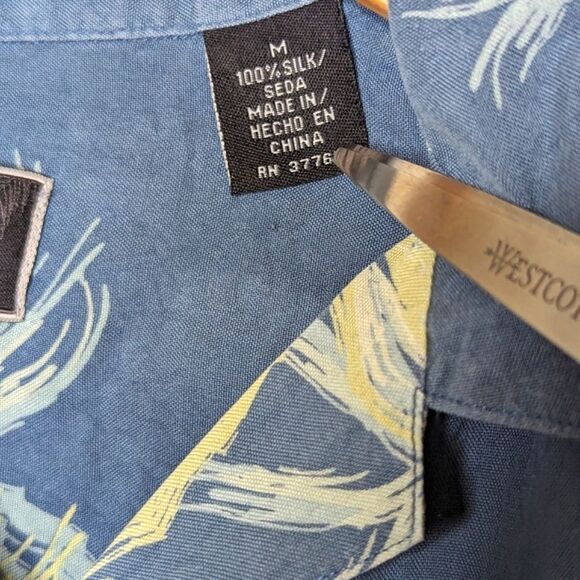 M
100% SILK/
SEDA
MADE IN/
HECHO EN
CHINA
RN 3776
WESTCO